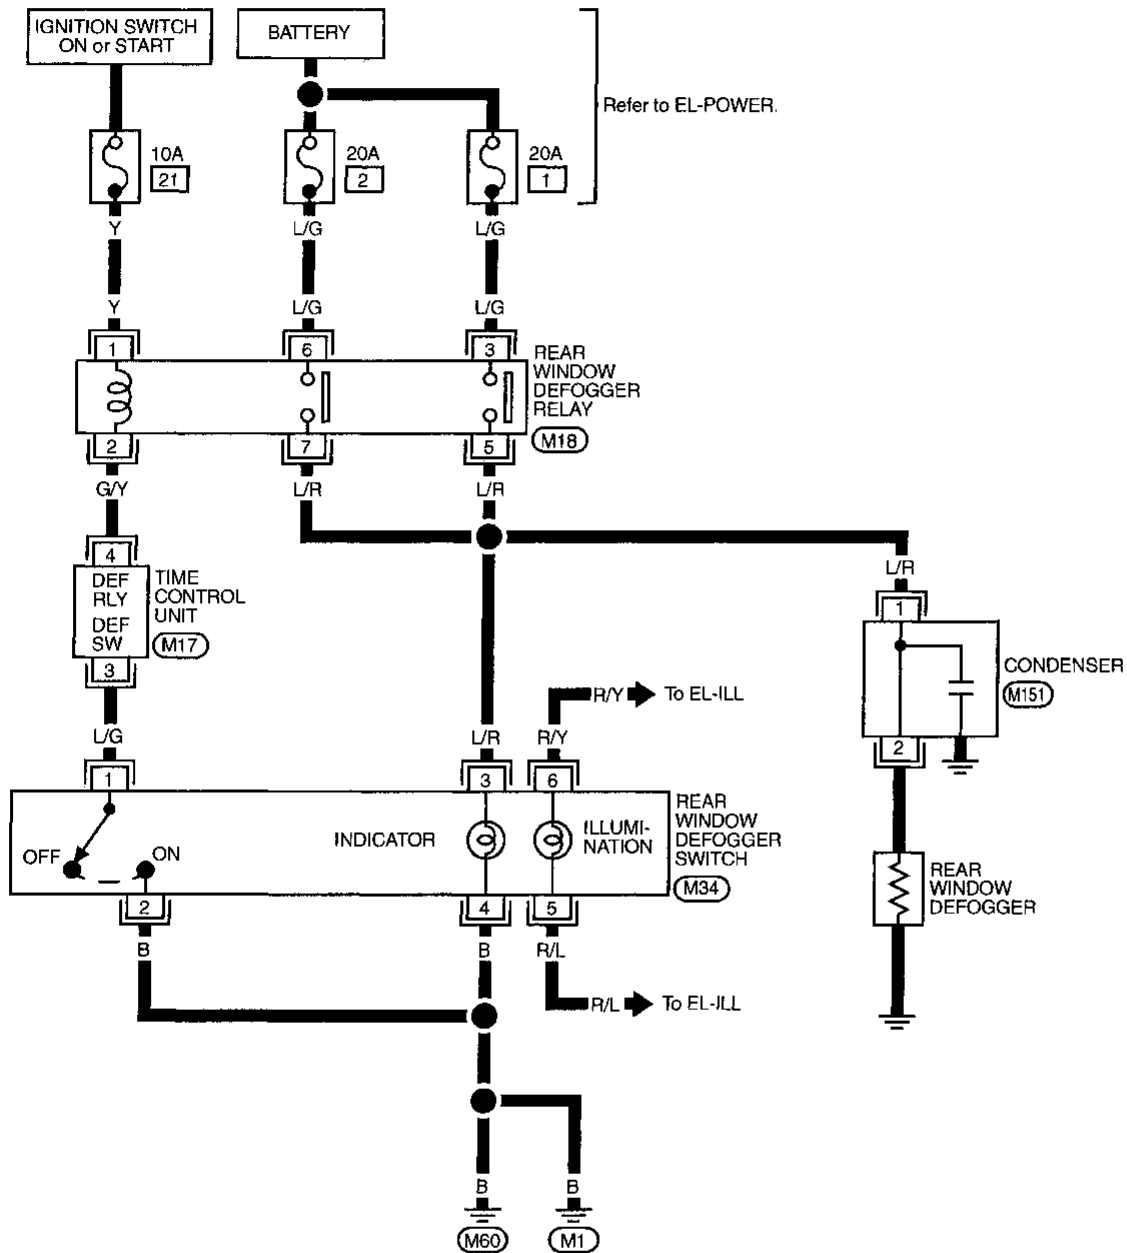 IGNITION SWITCH
ON or START
BATTERY
Refer to EL-POWER.
10A
21
20A
2
20A
1
Y
L/G
L/G
Y
L/G
L/G
1
6
3
REAR
WINDOW
DEFOGGER
RELAY
M18
2
7
5
G/Y
L/R
L/R
4
DEF
RLY
DEF
SW
TIME
CONTROL
UNIT
M17
3
L/R
1
CONDENSER
M151
2
R/Y
To EL-ILL
L/G
L/R
R/Y
1
3
6
REAR
WINDOW
DEFOGGER
SWITCH
M34
OFF
ON
INDICATOR
ILLUMI-
NATION
2
4
5
B
B
R/L
R/L
To EL-ILL
REAR
WINDOW
DEFOGGER
B
B
M60
M1